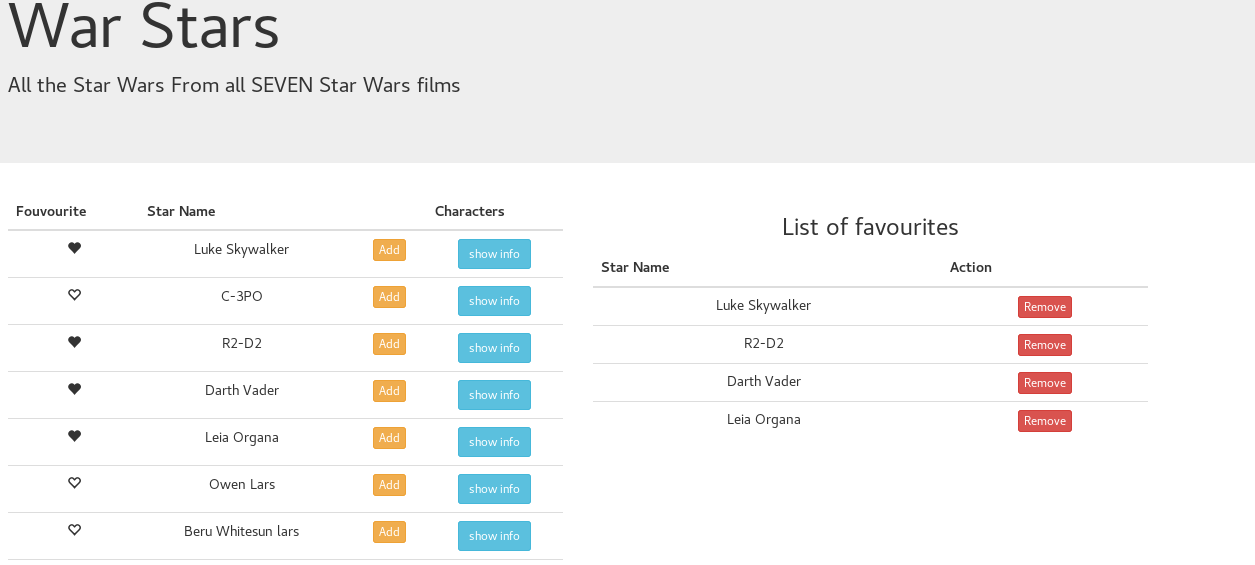 War Stars
All the Star Wars From all SEVEN Star Wars films
Fouvourite Star Name Characters
Luke Skywalker Add show info
C-3PO Add show info
R2-D2 Add show info
Darth Vader Add show info
Leia Organa Add show info
Owen Lars Add show info
Beru Whitesun lars Add show info
List of favourites
Star Name Action
Luke Skywalker Remove
R2-D2 Remove
Darth Vader Remove
Leia Organa Remove